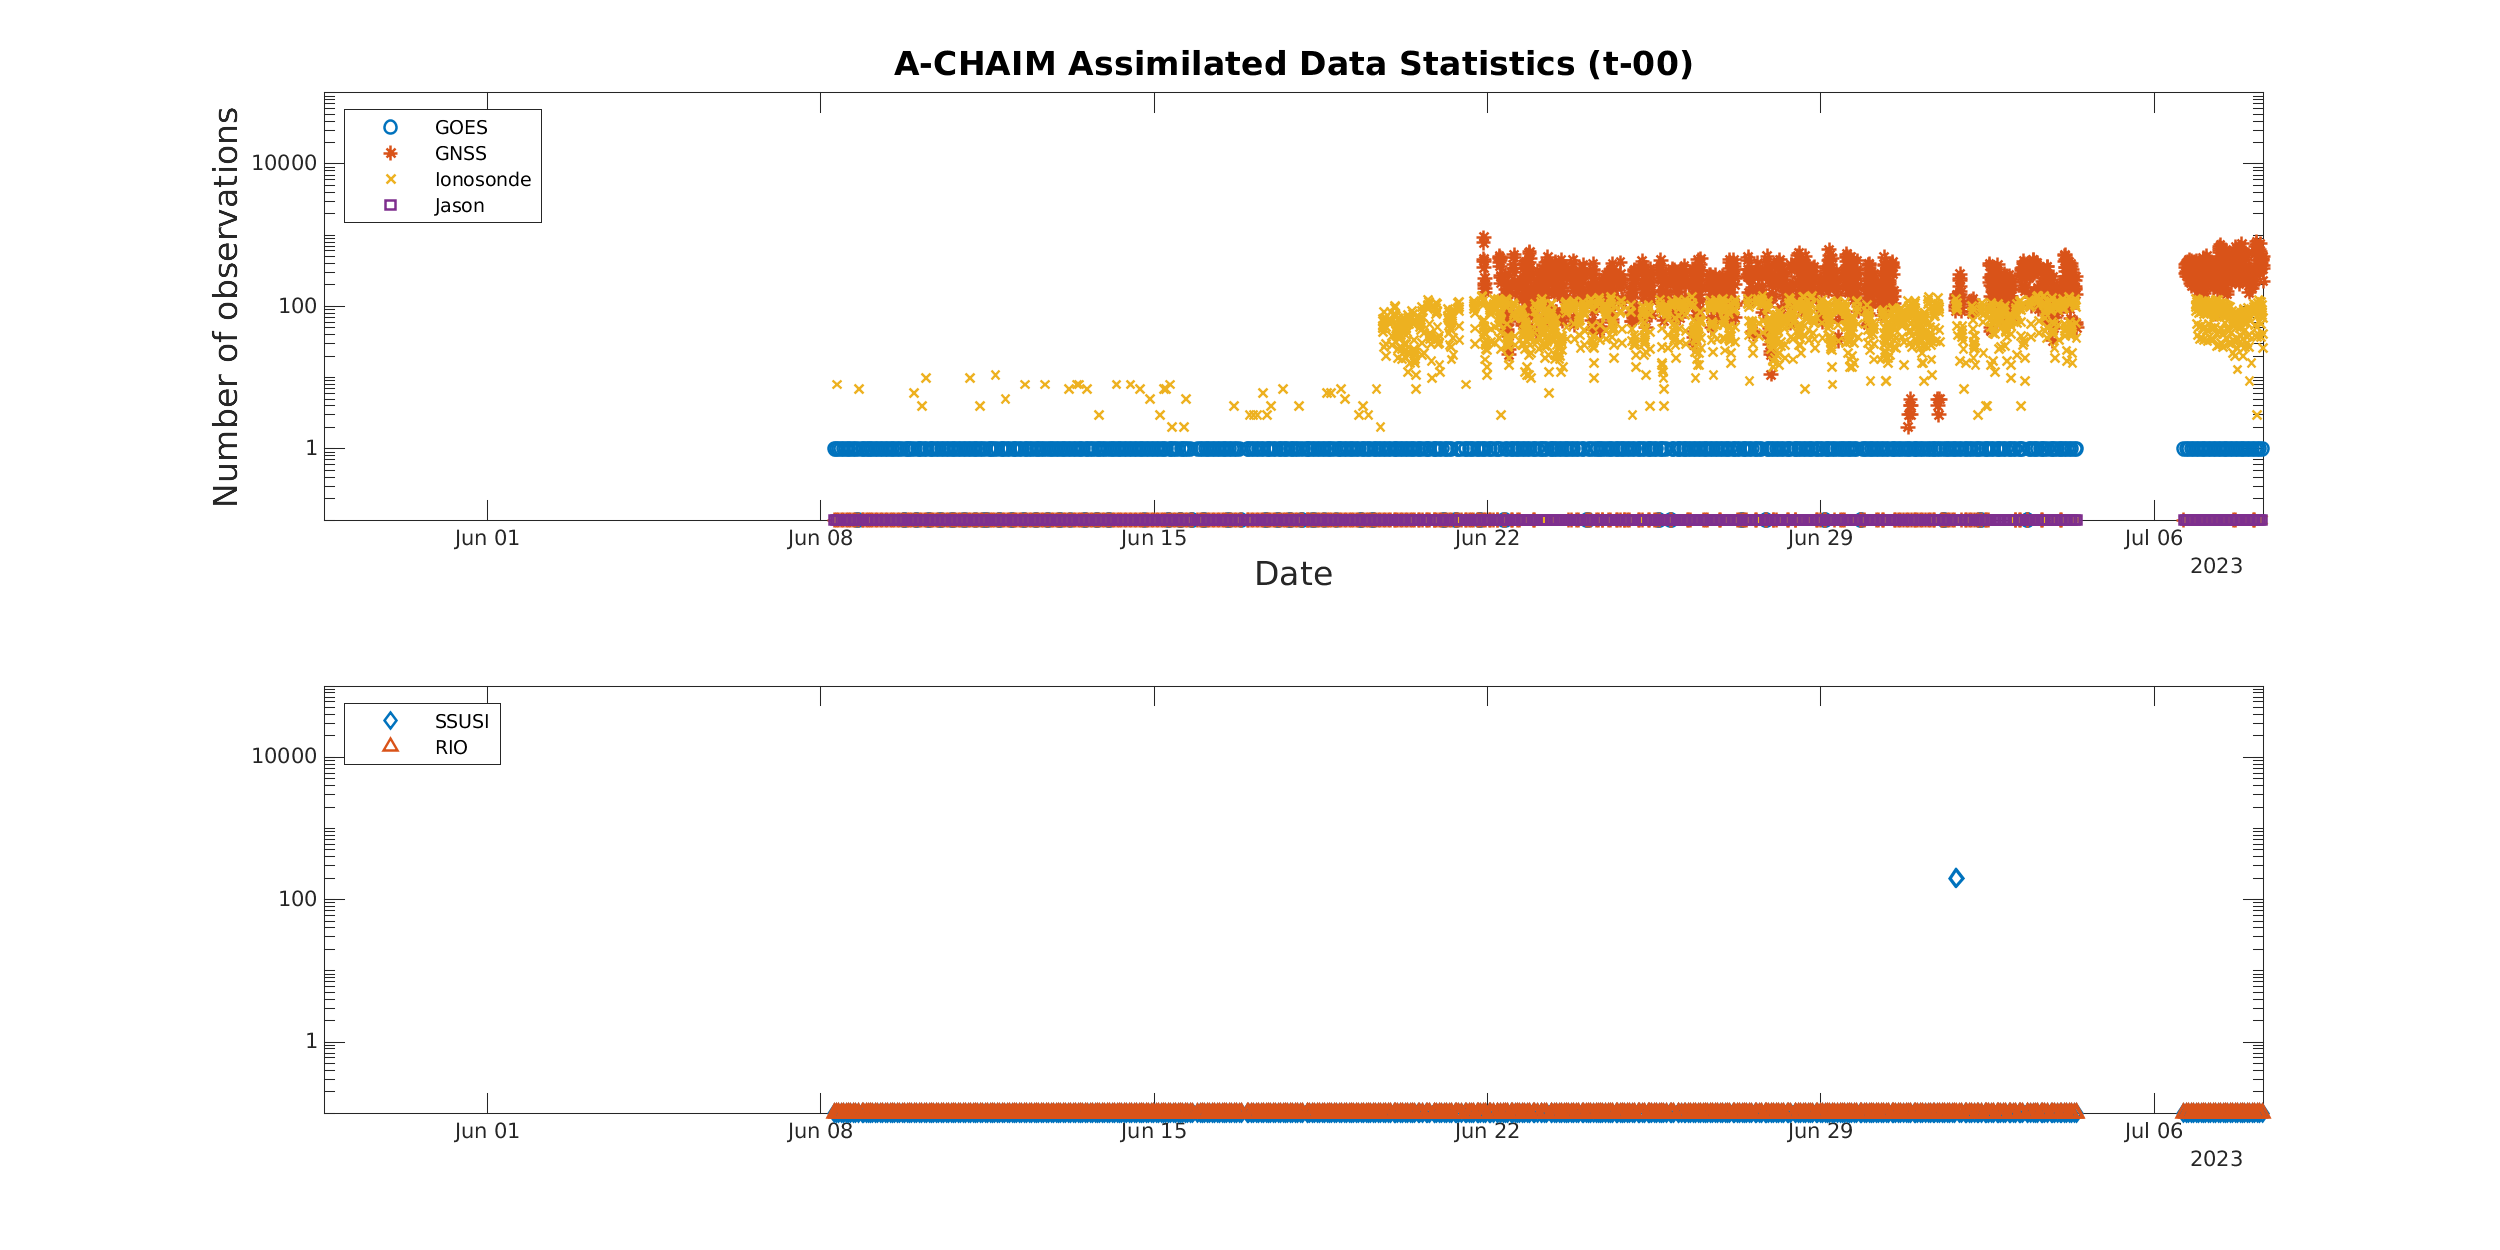 A-CHAIM Assimilated Data Statistics (t-00)
Number of observations
GOES
GNSS
Ionosonde
Jason
10000
100
1
Jun 01 Jun 08 Jun 15 Jun 22 Jun 29 Jul 06
2023
Date
SSUSI
RIO
10000
100
1
Jun 01 Jun 08 Jun 15 Jun 22 Jun 29 Jul 06
2023